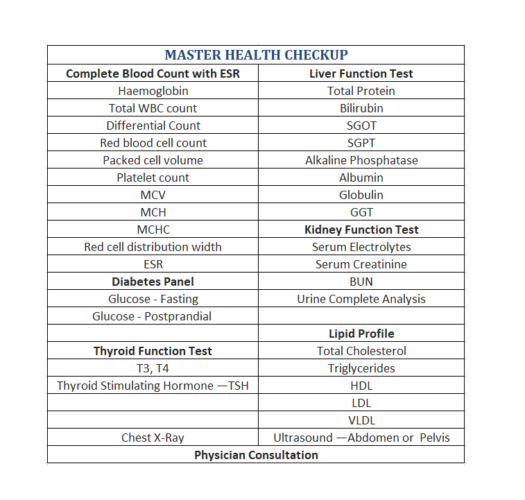 MASTER HEALTH CHECKUP
Complete Blood Count with ESR Liver Function Test
Haemoglobin Total Protein
Total WBC count Bilirubin
Differential Count SGOT
Red blood cell count SGPT
Packed cell volume Alkaline Phosphatase
Platelet count Albumin
MCV Globulin
MCH GGT
MCHC Kidney Function Test
Red cell distribution width Serum Electrolytes
ESR Serum Creatinine
Diabetes Panel BUN
Glucose - Fasting Urine Complete Analysis
Glucose - Postprandial
Lipid Profile
Thyroid Function Test Total Cholesterol
T3, T4 Triglycerides
Thyroid Stimulating Hormone —TSH HDL
LDL
VLDL
Chest X-Ray Ultrasound —Abdomen or Pelvis
Physician Consultation